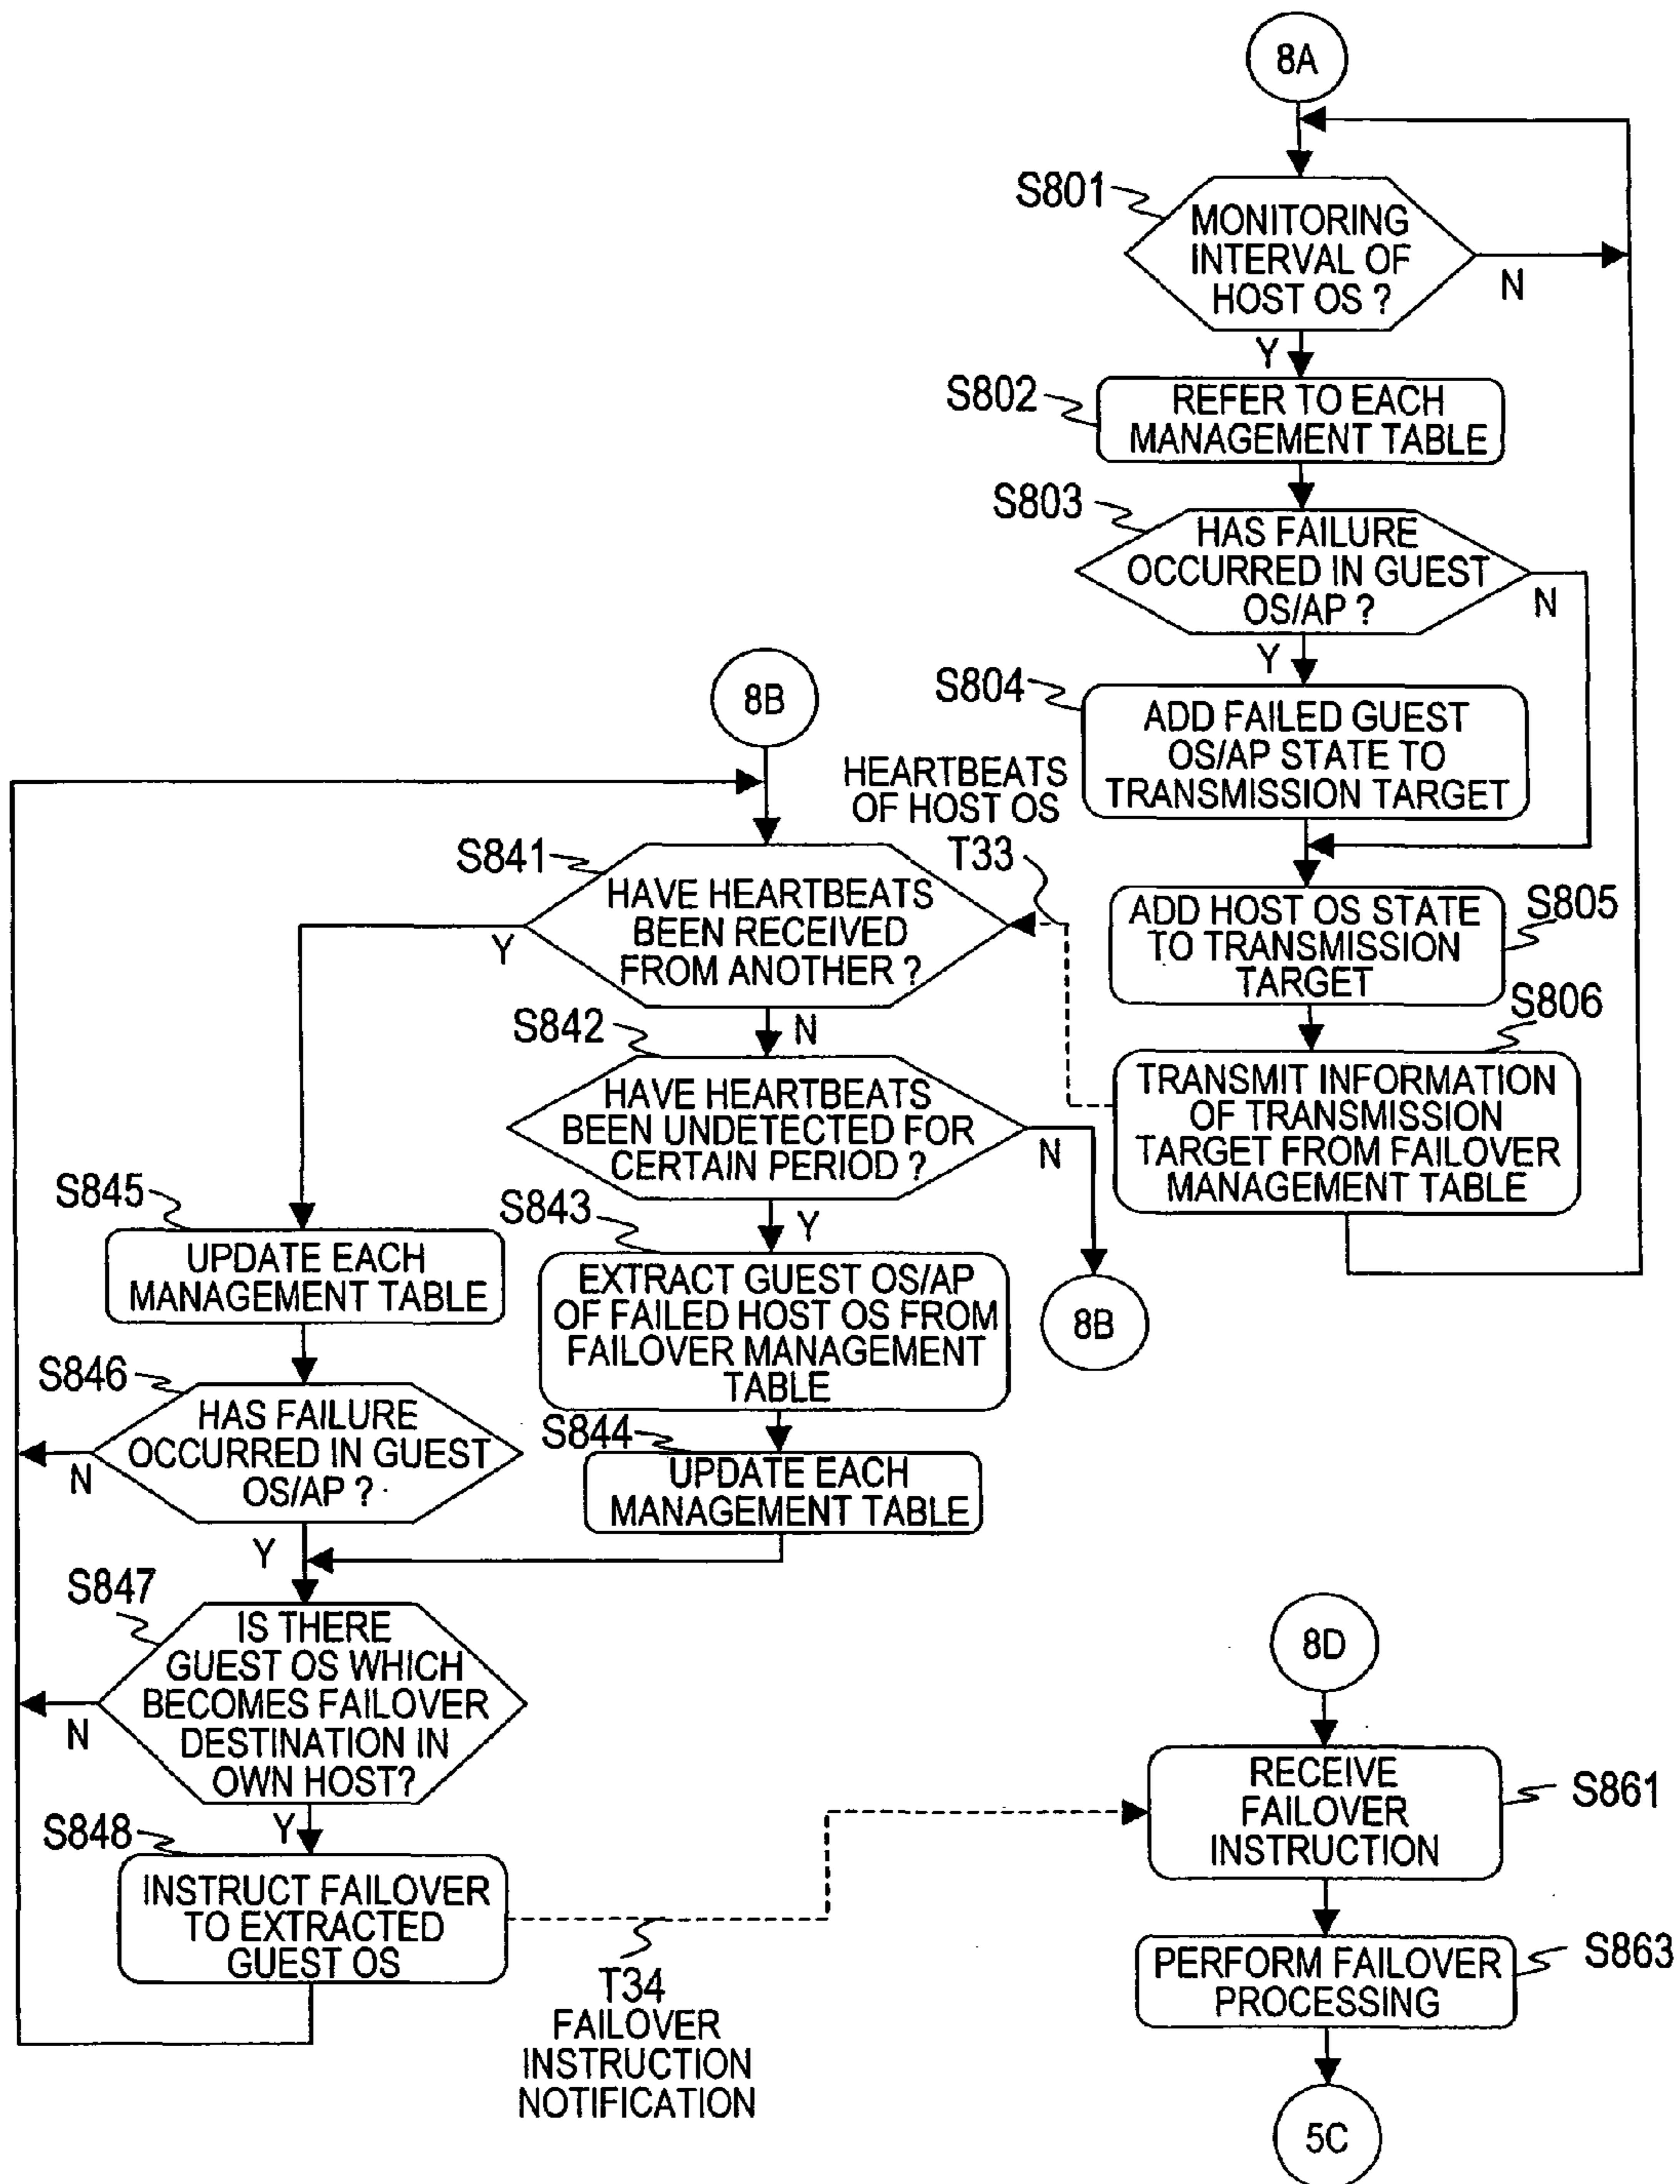 8A
S801
MONITORING
INTERVAL OF
HOST OS ?
N
Y
S802
REFER TO EACH
MANAGEMENT TABLE
S803
HAS FAILURE
OCCURRED IN GUEST
OS/AP ?
N
Y
S804
ADD FAILED GUEST
OS/AP STATE TO
TRANSMISSION TARGET
S805
ADD HOST OS STATE
TO TRANSMISSION
TARGET
S806
TRANSMIT INFORMATION
OF TRANSMISSION
TARGET FROM FAILOVER
MANAGEMENT TABLE
HEARTBEATS
OF HOST OS
T33
8B
S841
HAVE HEARTBEATS
BEEN RECEIVED
FROM ANOTHER ?
Y
N
S842
HAVE HEARTBEATS
BEEN UNDETECTED FOR
CERTAIN PERIOD ?
N
8B
Y
S843
EXTRACT GUEST OS/AP
OF FAILED HOST OS FROM
FAILOVER MANAGEMENT
TABLE
S844
UPDATE EACH
MANAGEMENT TABLE
S845
UPDATE EACH
MANAGEMENT TABLE
S846
HAS FAILURE
OCCURRED IN GUEST
OS/AP ?
N
Y
S847
IS THERE
GUEST OS WHICH
BECOMES FAILOVER
DESTINATION IN
OWN HOST?
N
Y
S848
INSTRUCT FAILOVER
TO EXTRACTED
GUEST OS
T34
FAILOVER
INSTRUCTION
NOTIFICATION
8D
RECEIVE
FAILOVER
INSTRUCTION
S861
PERFORM FAILOVER
PROCESSING
S863
5C